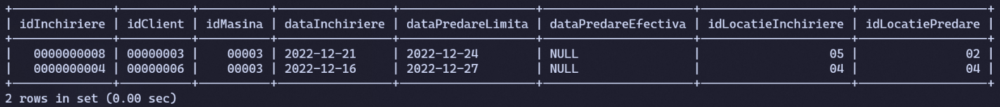 | idInchiriere | idClient | idMasina | dataInchiriere | dataPredareLimita | dataPredareEfectiva | idLocatieInchiriere | idLocatiePredare |
| 0000000008 | 00000003 | 00003 | 2022-12-21 | 2022-12-24 | NULL | 05 | 02 |
| 0000000004 | 00000006 | 00003 | 2022-12-16 | 2022-12-27 | NULL | 04 | 04 |
2 rows in set (0.00 sec)